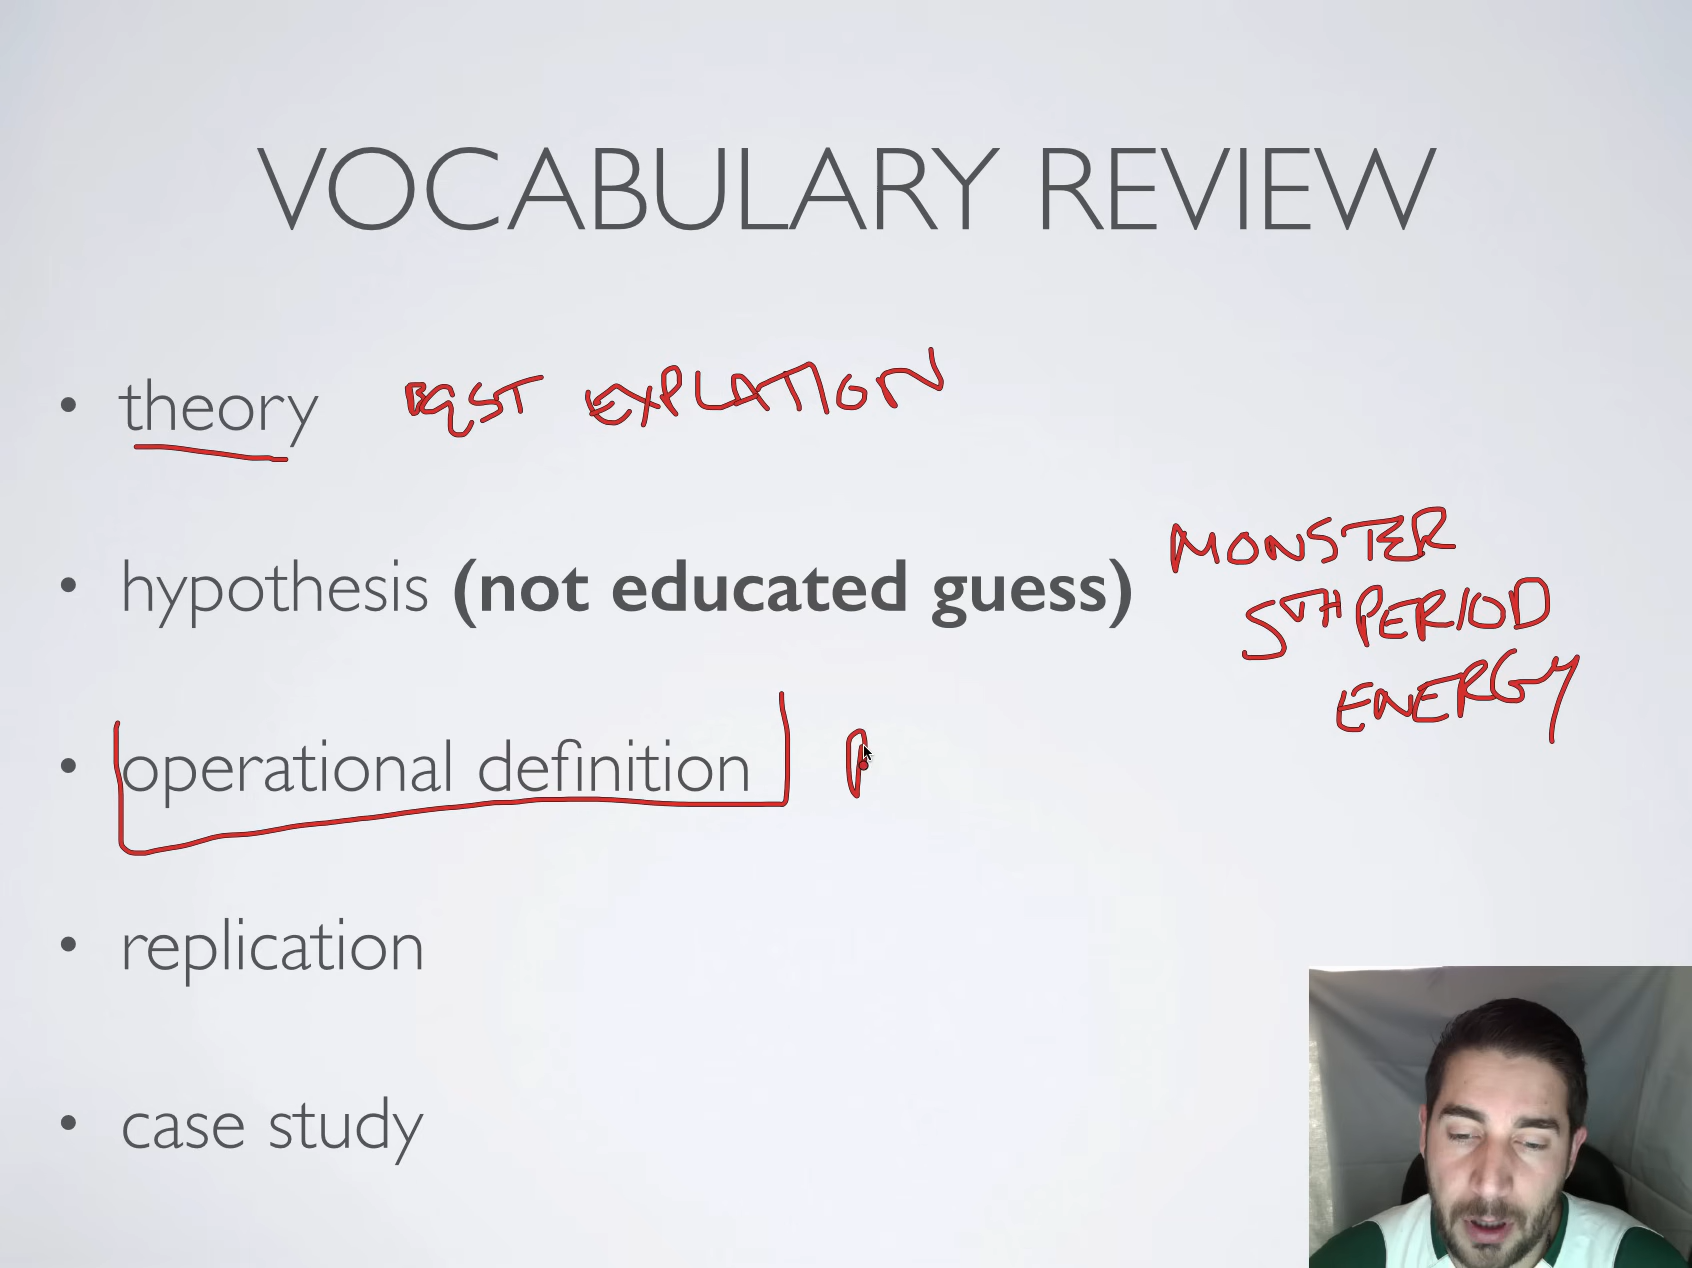 VOCABULARY REVIEW
• theory BEST EXPLATION
• hypothesis (not educated guess) MONSTER
5TH PERIOD
ENERGY
• operational definition
• replication
• case study